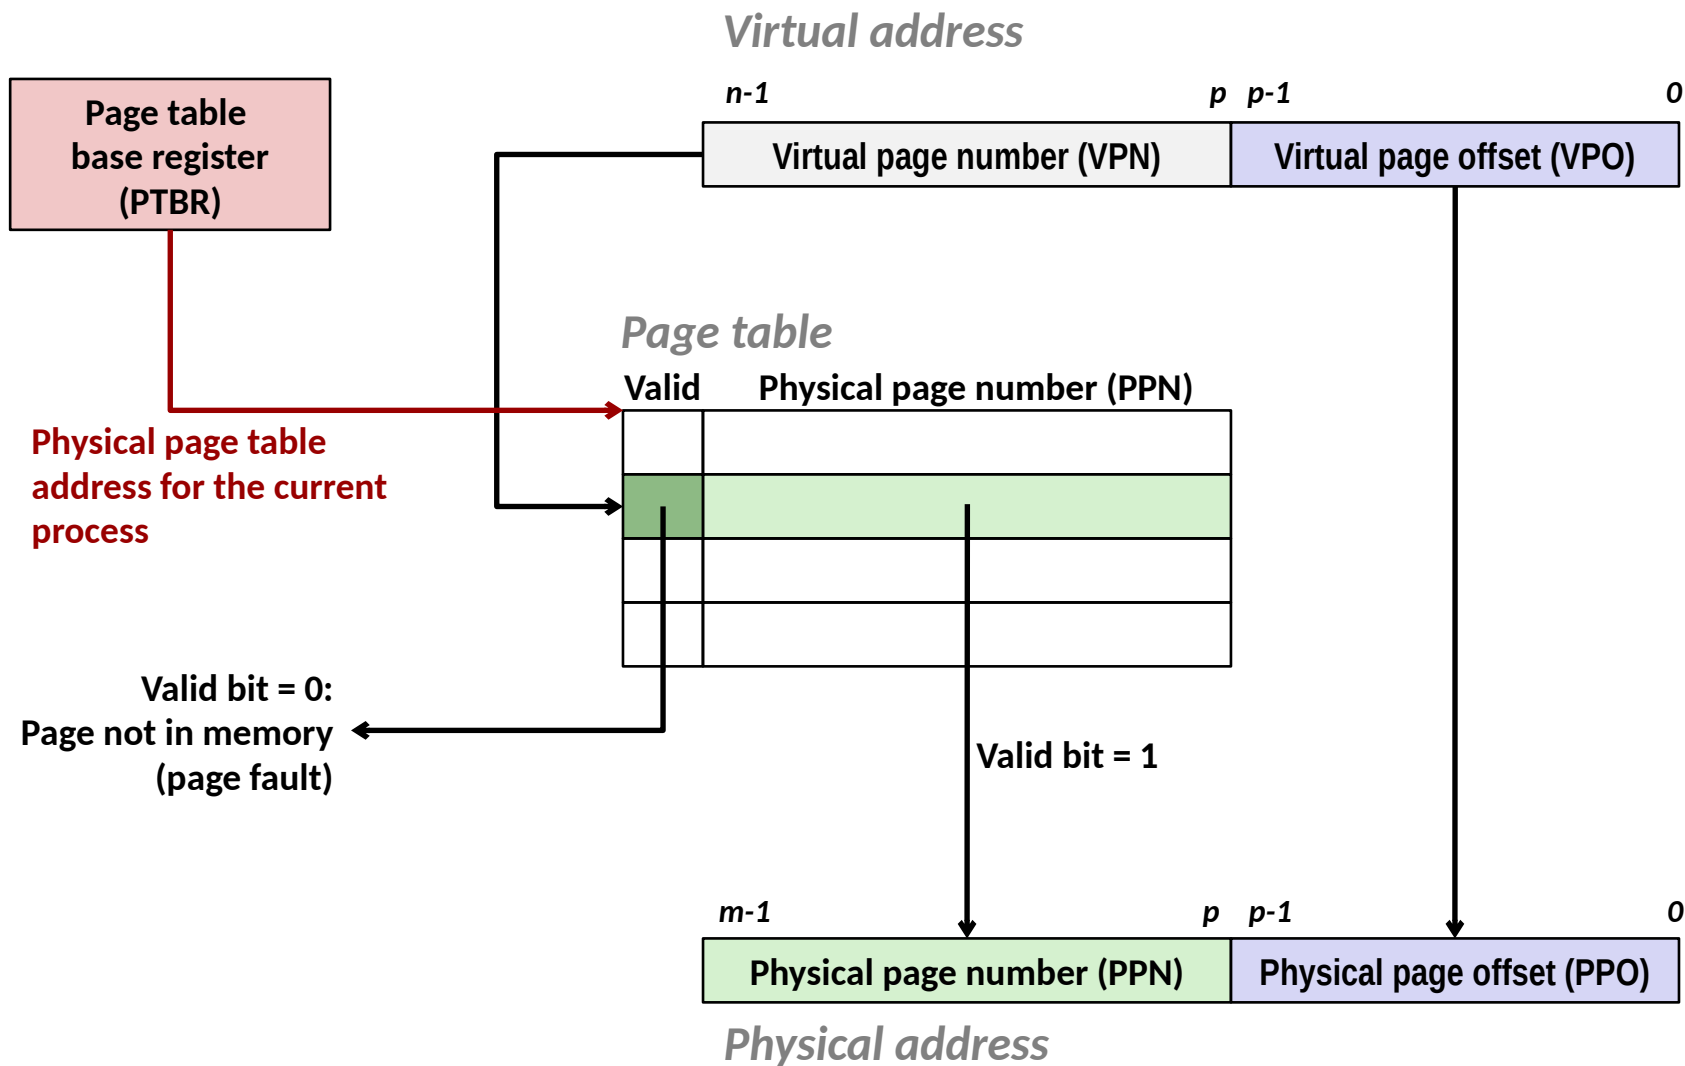 Virtual address
n-1 p p-1 0
Page table
base register
(PTBR)
Virtual page number (VPN) Virtual page offset (VPO)
Page table
Valid Physical page number (PPN)
Physical page table
address for the current
process
Valid bit = 0:
Page not in memory
(page fault)
Valid bit = 1
m-1 p p-1 0
Physical page number (PPN) Physical page offset (PPO)
Physical address